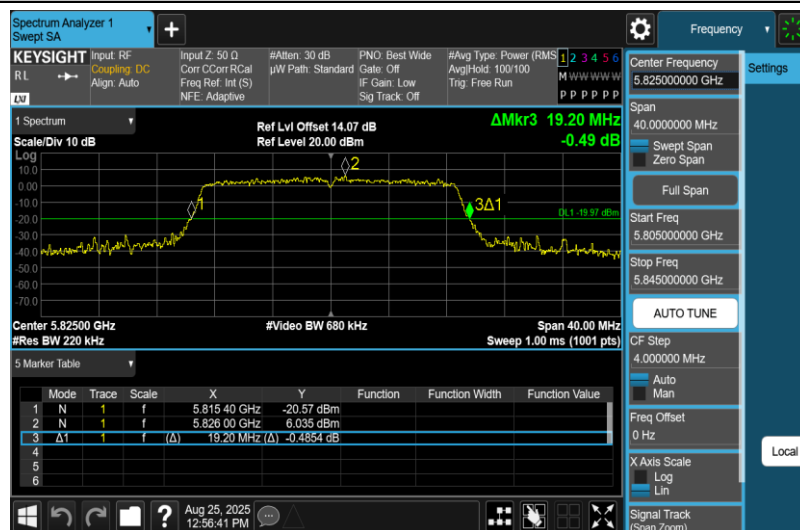 Spectrum Analyzer 1
Swept SA
Frequency
KEYSIGHT
RL
LXI
Input: RF
Coupling: DC
Align: Auto
Input Z: 50 Ω
Corr CCorr RCal
Freq Ref: Int (S)
NFE: Adaptive
#Atten: 30 dB
µW Path: Standard
PNO: Best Wide
Gate: Off
IF Gain: Low
Sig Track: Off
#Avg Type: Power (RMS
Avg|Hold: 100/100
Trig: Free Run
1 2 3 4 5 6
M W W W W W
P P P P P P
1 Spectrum
Scale/Div 10 dB
Ref Lvl Offset 14.07 dB
Ref Level 20.00 dBm
ΔMkr3 19.20 MHz
-0.49 dB
Log
10.0
0.00
-10.0
-20.0
-30.0
-40.0
-50.0
-60.0
-70.0
1
2
3Δ1
DL1 -19.97 dBm
Center 5.82500 GHz
#Video BW 680 kHz
Span 40.00 MHz
#Res BW 220 kHz
Sweep 1.00 ms (1001 pts)
5 Marker Table
Mode Trace Scale X Y Function Function Width Function Value
1 N 1 f 5.815 40 GHz -20.57 dBm
2 N 1 f 5.826 00 GHz 6.035 dBm
3 Δ1 1 f (Δ) 19.20 MHz (Δ) -0.4854 dB
4
5
6
Aug 25, 2025
12:56:41 PM
?
Center Frequency
5.825000000 GHz
Span
40.0000000 MHz
Swept Span
Zero Span
Full Span
Start Freq
5.805000000 GHz
Stop Freq
5.845000000 GHz
AUTO TUNE
CF Step
4.000000 MHz
Auto
Man
Freq Offset
0 Hz
X Axis Scale
Log
Lin
Signal Track
(Span Zoom)
Settings
Local